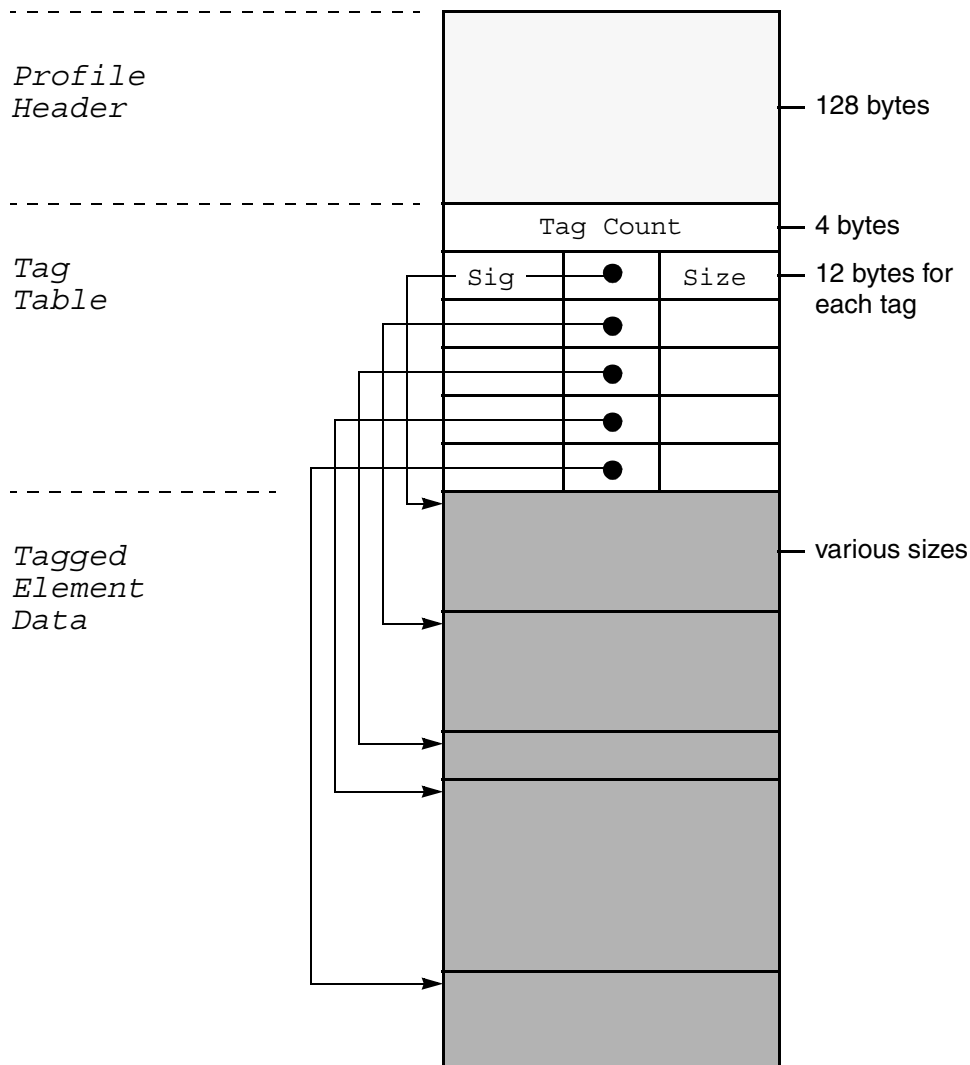 Profile
Header
128 bytes
Tag Count
4 bytes
Tag
Table
Sig
Size
12 bytes for
each tag
Tagged
Element
Data
various sizes